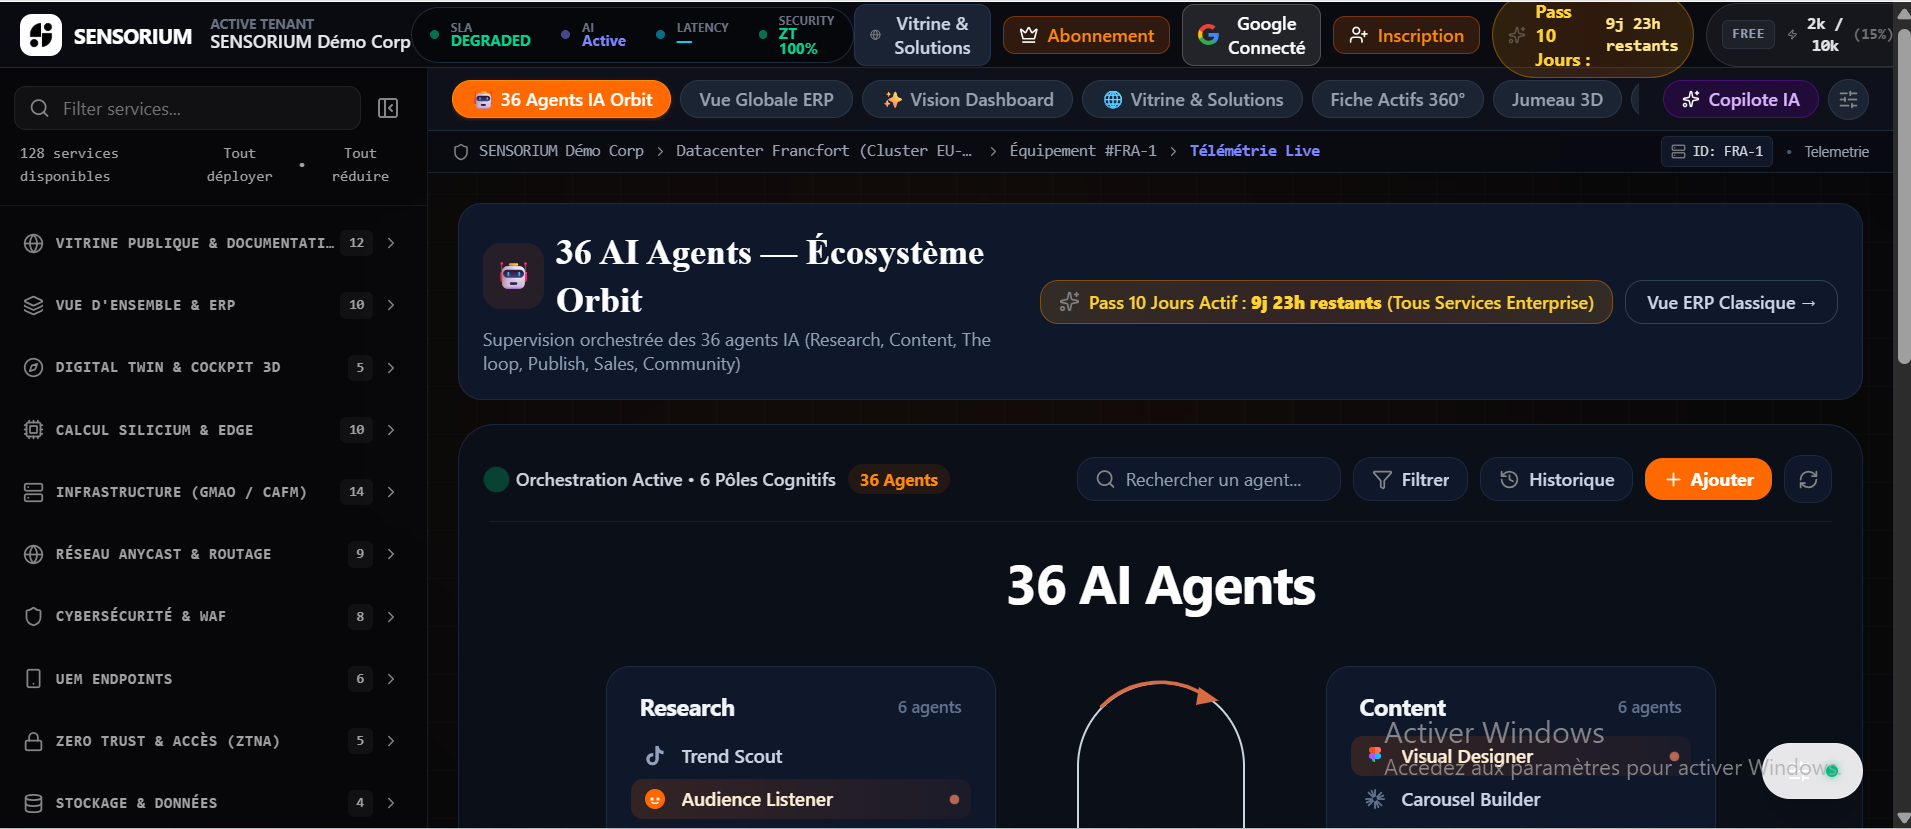 SENSORIUM
ACTIVE TENANT
SENSORIUM Démo Corp
SLA
DEGRADED
AI
Active
LATENCY
—
SECURITY
ZT
100%
Vitrine &
Solutions
Abonnement
Google
Connecté
Inscription
Pass
10
Jours :
9j 23h
restants
FREE
2k /
10k
(15%)
Filter services...
128 services
disponibles
Tout
déployer
•
Tout
réduire
VITRINE PUBLIQUE & DOCUMENTATI… 12
VUE D'ENSEMBLE & ERP 10
DIGITAL TWIN & COCKPIT 3D 5
CALCUL SILICIUM & EDGE 10
INFRASTRUCTURE (GMAO / CAFM) 14
RÉSEAU ANYCAST & ROUTAGE 9
CYBERSÉCURITÉ & WAF 8
UEM ENDPOINTS 6
ZERO TRUST & ACCÈS (ZTNA) 5
STOCKAGE & DONNÉES 4
36 Agents IA Orbit
Vue Globale ERP
Vision Dashboard
Vitrine & Solutions
Fiche Actifs 360°
Jumeau 3D
Copilote IA
SENSORIUM Démo Corp > Datacenter Francfort (Cluster EU-… > Équipement #FRA-1 > Télémétrie Live
ID: FRA-1 • Telemetrie
36 AI Agents — Écosystème
Orbit
Supervision orchestrée des 36 agents IA (Research, Content, The
loop, Publish, Sales, Community)
Pass 10 Jours Actif : 9j 23h restants (Tous Services Enterprise)
Vue ERP Classique →
Orchestration Active • 6 Pôles Cognitifs 36 Agents
Rechercher un agent...
Filtrer
Historique
+ Ajouter
36 AI Agents
Research 6 agents
Trend Scout
Audience Listener
Content 6 agents
Visual Designer
Carousel Builder
Activer Windows
Accédez aux paramètres pour activer Windows.